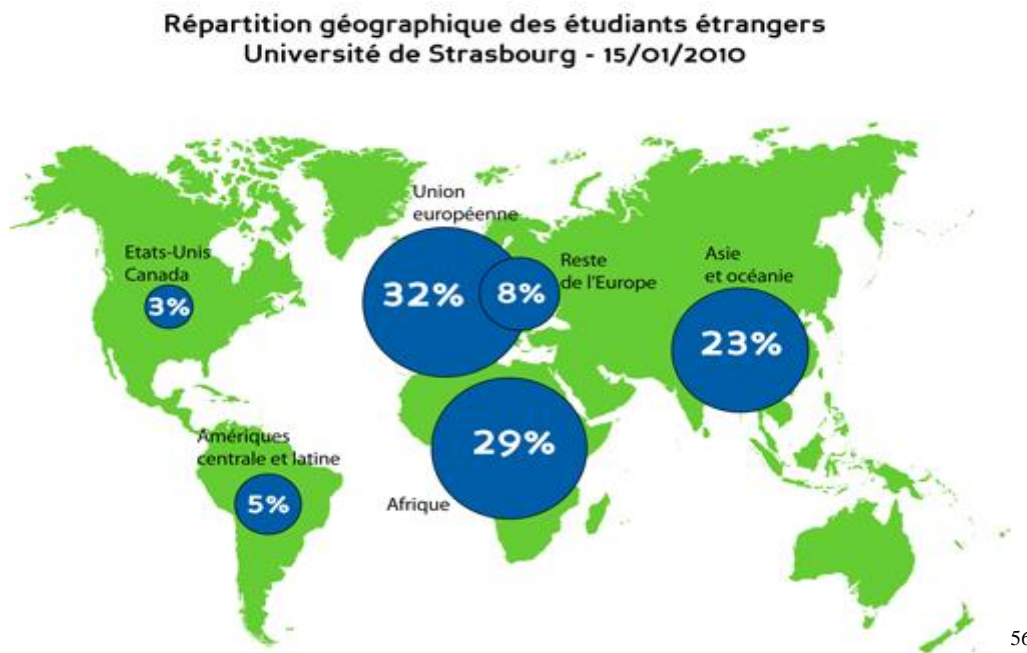 Répartition géographique des étudiants étrangers
Université de Strasbourg - 15/01/2010
Union
européenne
32%
8%
Reste
de l'Europe
Etats-Unis
Canada
3%
Asie
et océanie
23%
Amériques
centrale et latine
5%
29%
Afrique
56